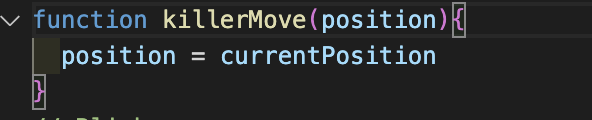 function killerMove(position){
position = currentPosition
}